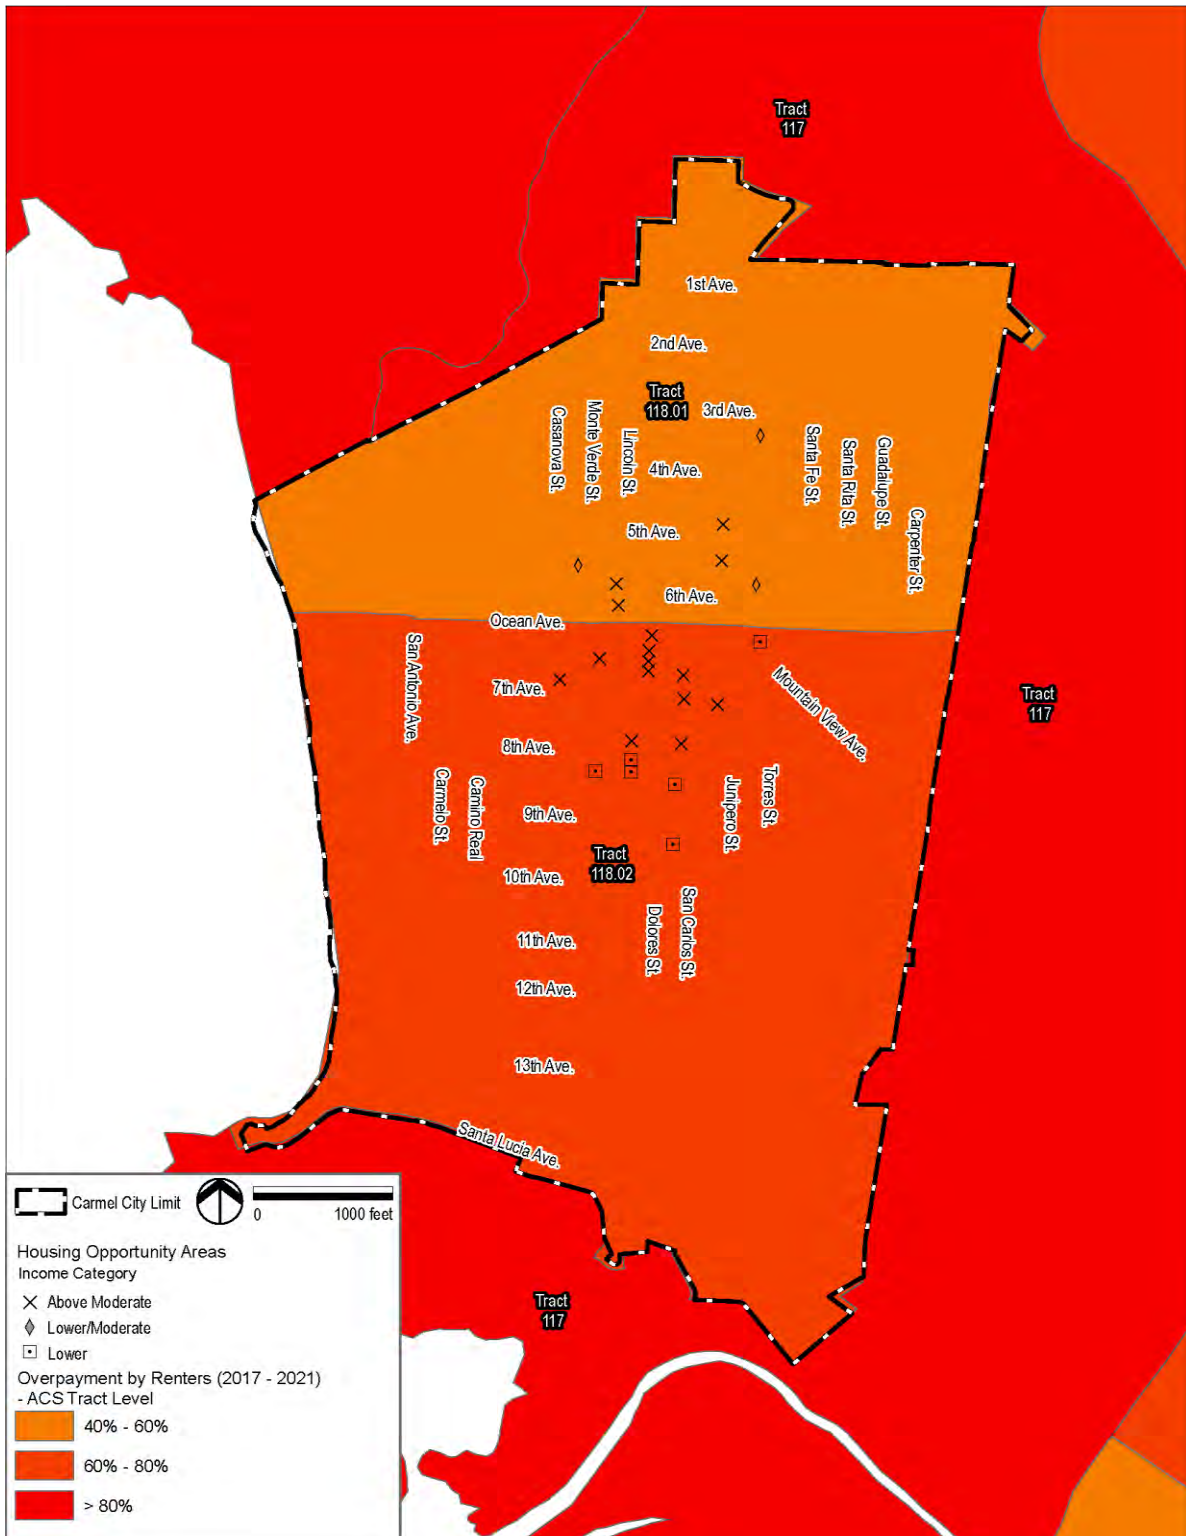 Tract
117
1st Ave.
2nd Ave.
Tract
118.01
3rd Ave.
Casanova St.
Monte Verde St.
Lincoln St.
4th Ave.
Santa Fe St.
Santa Rita St.
Guadalupe St.
Carpenter St.
5th Ave.
6th Ave.
Ocean Ave.
San Antonio Ave.
7th Ave.
Mountain View Ave.
Tract
117
8th Ave.
Carmelo St.
Camino Real
Junipero St.
Torres St.
9th Ave.
Tract
118.02
10th Ave.
Dolores St.
San Carlos St.
11th Ave.
12th Ave.
13th Ave.
Santa Lucia Ave.
Carmel City Limit
0
1000 feet
Housing Opportunity Areas
Income Category
Above Moderate
Lower/Moderate
Lower
Overpayment by Renters (2017 - 2021)
- ACS Tract Level
40% - 60%
60% - 80%
> 80%
Tract
117